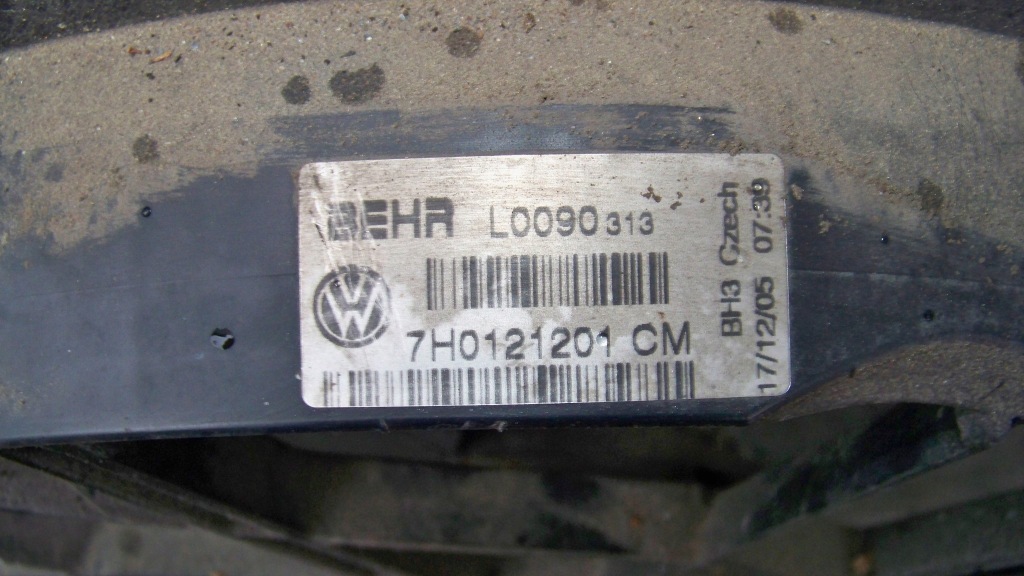 BEHR L0090 313
VW
7H0121201 CM
H
BH3 Czech
17/12/05 07:39